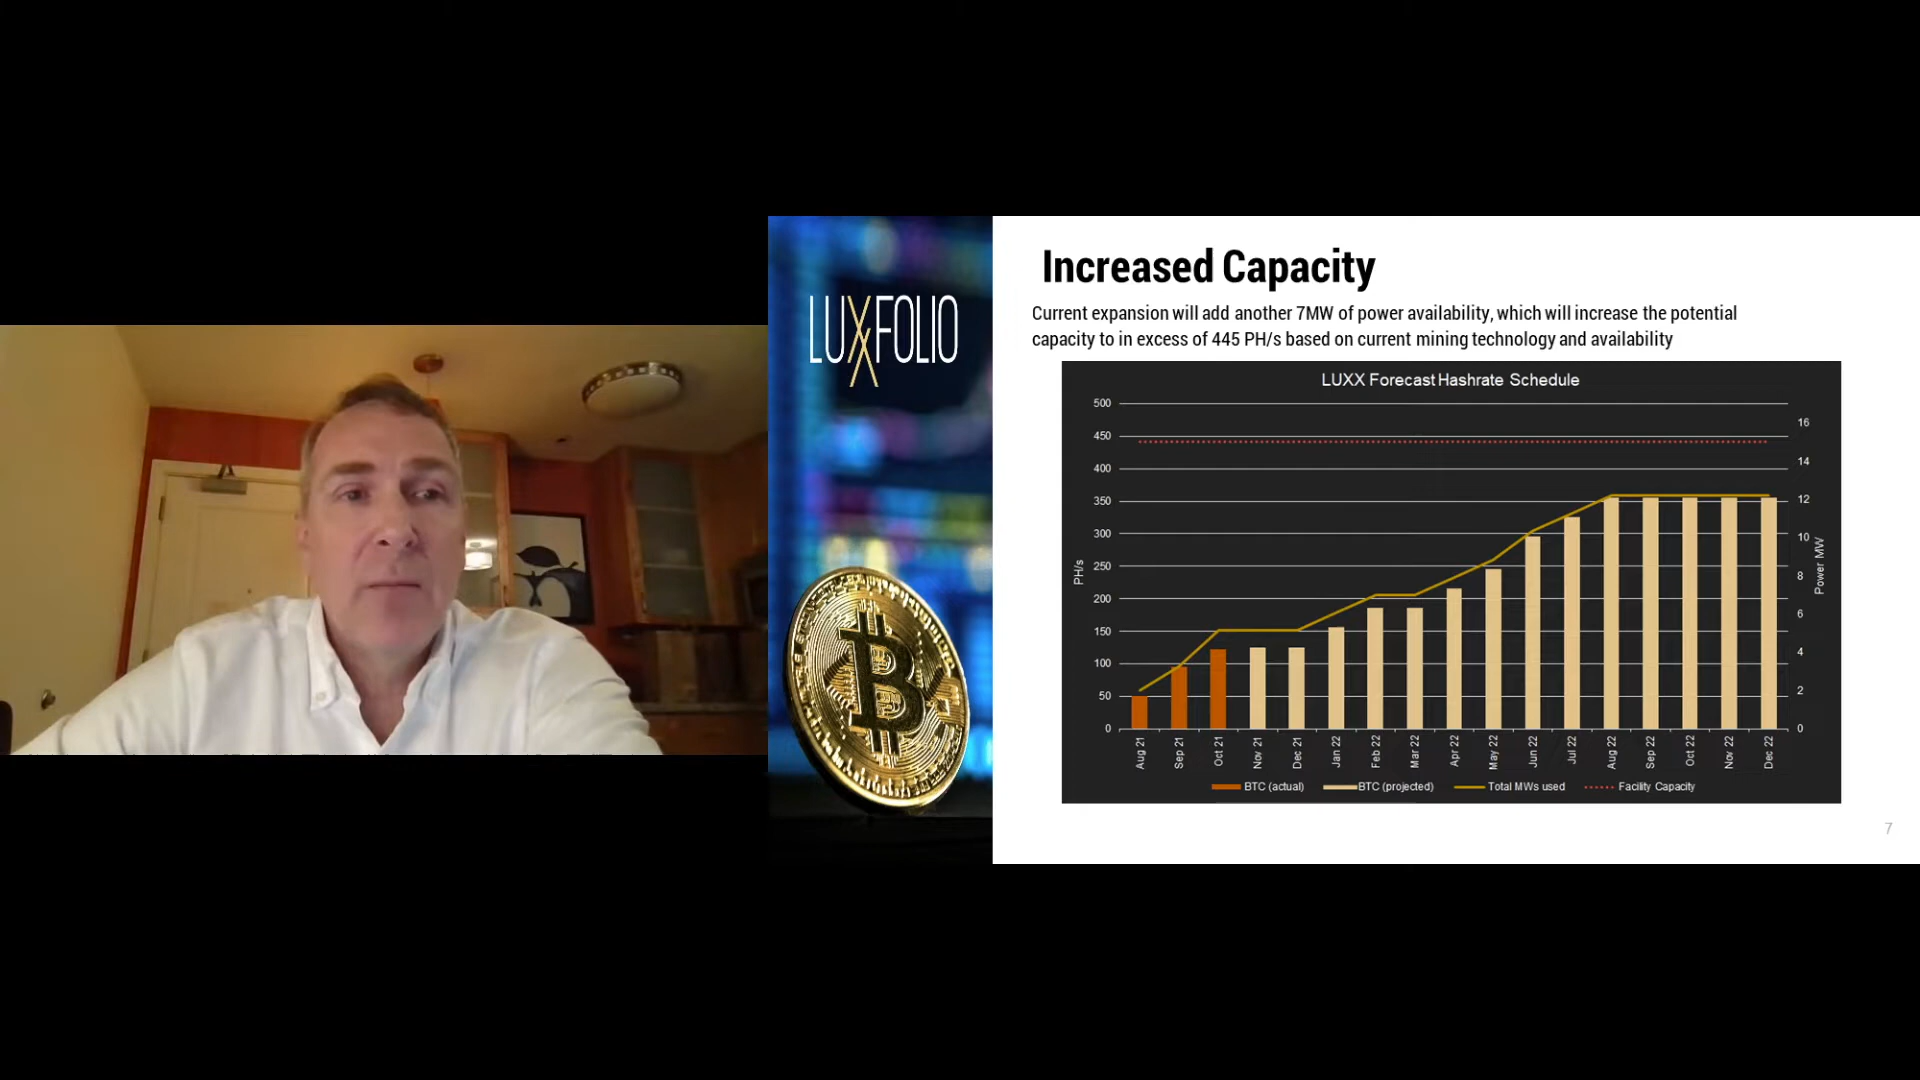 LUXXFOLIO
Increased Capacity
Current expansion will add another 7MW of power availability, which will increase the potential
capacity to in excess of 445 PH/s based on current mining technology and availability
LUXX Forecast Hashrate Schedule
500
450
400
350
300
250
200
150
100
50
0
PH/s
16
14
12
10
8
6
4
2
0
Power MW
Aug 21
Sep 21
Oct 21
Nov 21
Dec 21
Jan 22
Feb 22
Mar 22
Apr 22
May 22
Jun 22
Jul 22
Aug 22
Sep 22
Oct 22
Nov 22
Dec 22
BTC (actual)
BTC (projected)
Total MWs used
Facility Capacity
7